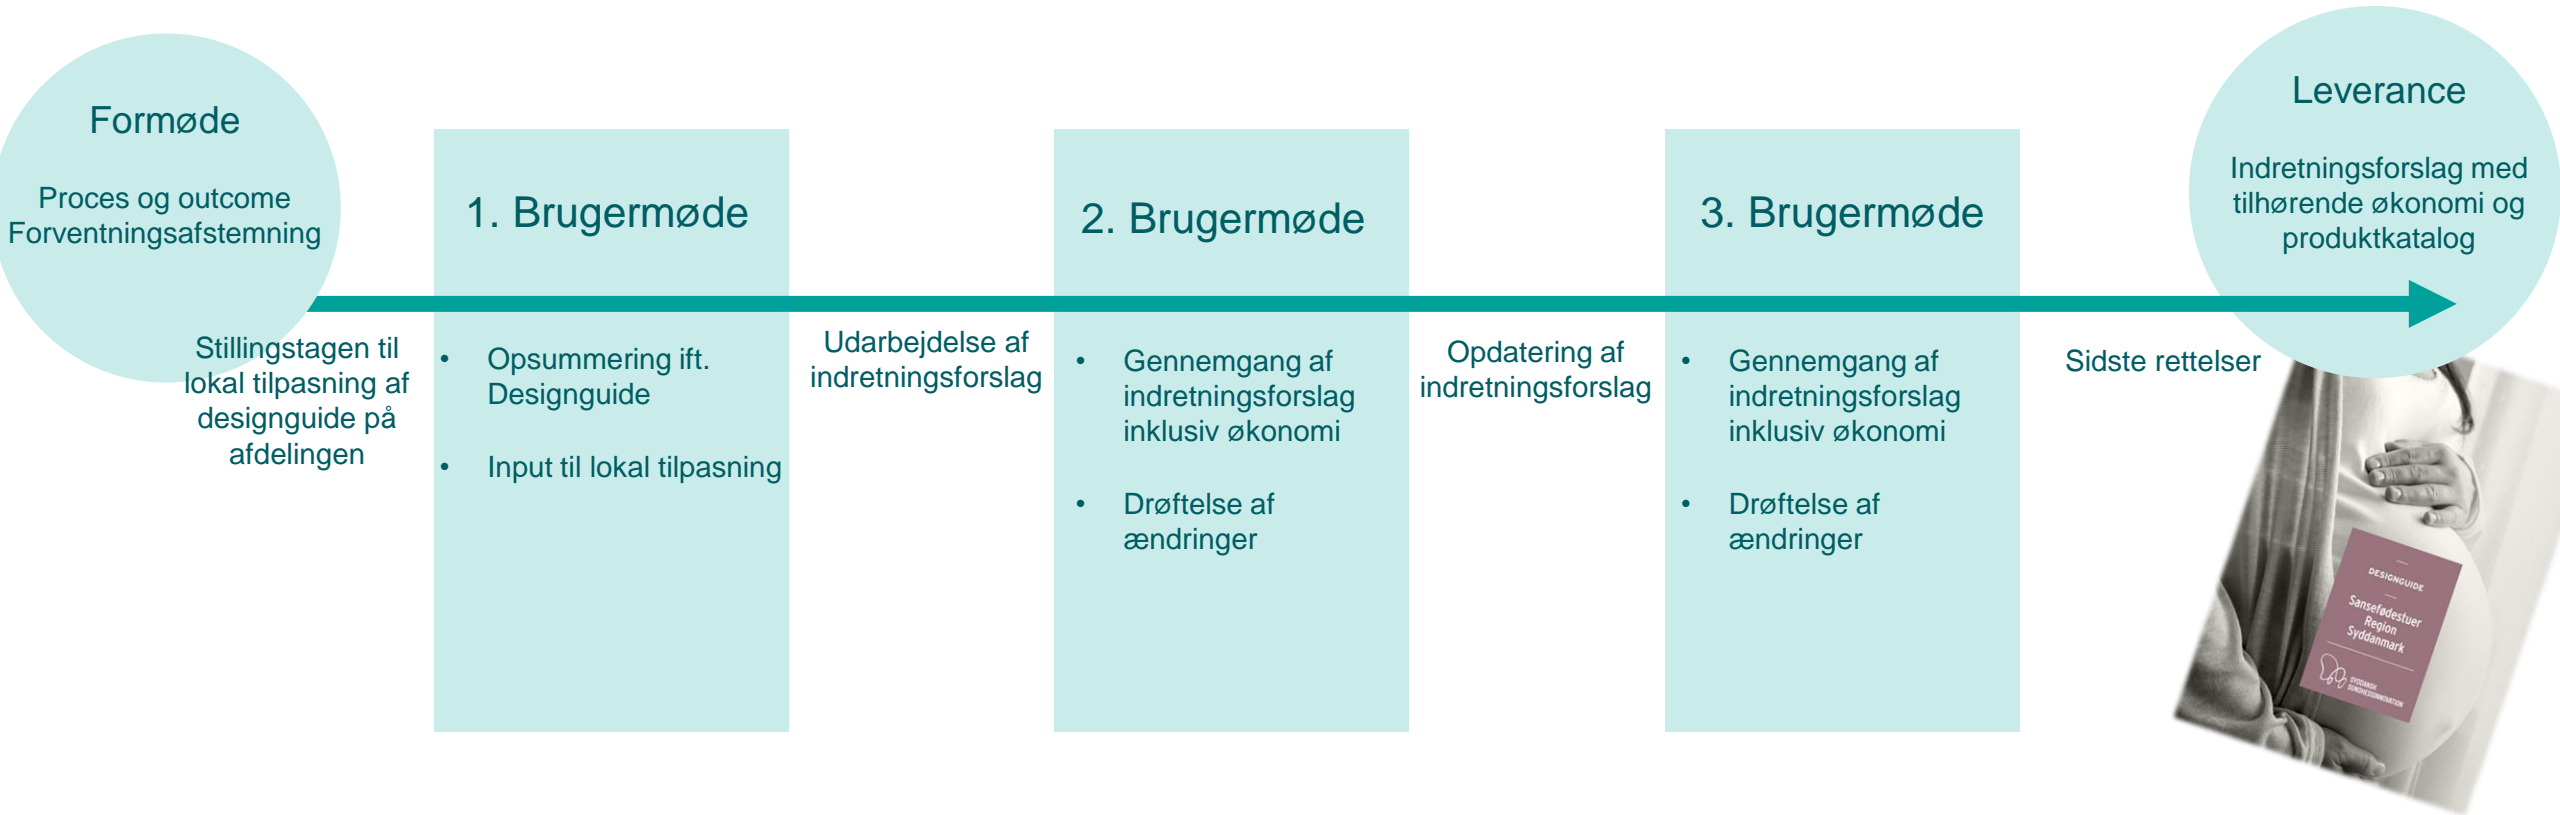 Formøde
Proces og outcome
Forventningsafstemning
Stillingstagen til
lokal tilpasning af
designguide på
afdelingen
1. Brugermøde
• Opsummering ift.
Designguide
• Input til lokal tilpasning
Udarbejdelse af
indretningsforslag
2. Brugermøde
• Gennemgang af
indretningsforslag
inklusiv økonomi
• Drøftelse af
ændringer
Opdatering af
indretningsforslag
3. Brugermøde
• Gennemgang af
indretningsforslag
inklusiv økonomi
• Drøftelse af
ændringer
Sidste rettelser
Leverance
Indretningsforslag med
tilhørende økonomi og
produktkatalog
DESIGNGUIDE
Sansefødestuer
Region
Syddanmark
SYDDANSK
SUNDHEDSINNOVATION